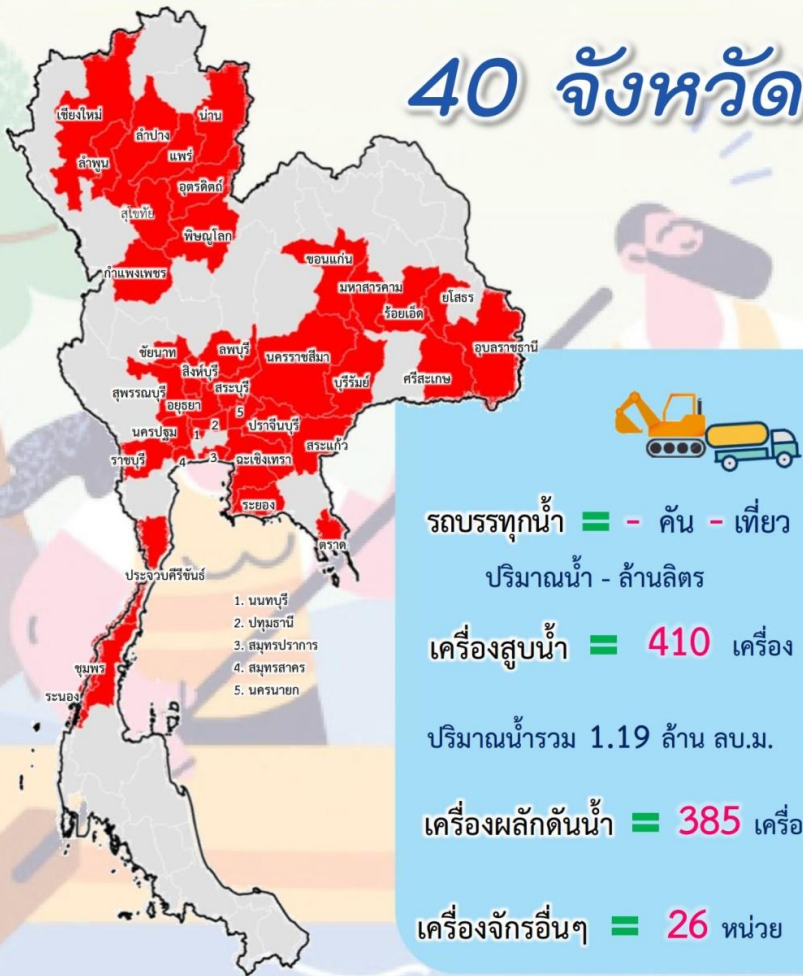 40 จังหวัด
เชียงใหม่
น่าน
ลำปาง
แพร่
ลำพูน
อุตรดิตถ์
สุโขทัย
พิษณุโลก
กำแพงเพชร
ขอนแก่น
มหาสารคาม
ยโสธร
ร้อยเอ็ด
อุบลราชธานี
ชัยนาท
ลพบุรี
นครราชสีมา
สิงห์บุรี
บุรีรัมย์
ศรีสะเกษ
สุพรรณบุรี
สระบุรี
อยุธยา
5
ปราจีนบุรี
นครปฐม
1
2
สระแก้ว
ราชบุรี
4
3
ฉะเชิงเทรา
ระยอง
ตราด
ประจวบคีรีขันธ์
ชุมพร
ระนอง
1. นนทบุรี
2. ปทุมธานี
3. สมุทรปราการ
4. สมุทรสาคร
5. นครนายก
รถบรรทุกน้ำ = - คัน - เที่ยว
ปริมาณน้ำ - ล้านลิตร
เครื่องสูบน้ำ = 410 เครื่อง
ปริมาณน้ำรวม 1.19 ล้าน ลบ.ม.
เครื่องผลักดันน้ำ = 385 เครื่อ
เครื่องจักรอื่นๆ = 26 หน่วย